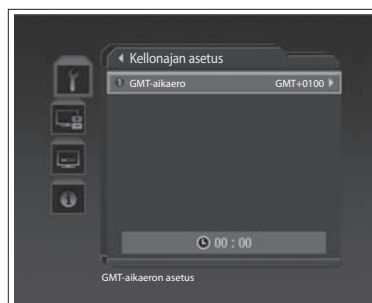 Kellonajan asetus
1 GMT-aikaero GMT+0100
00 : 00
GMT-aikaeron asetus